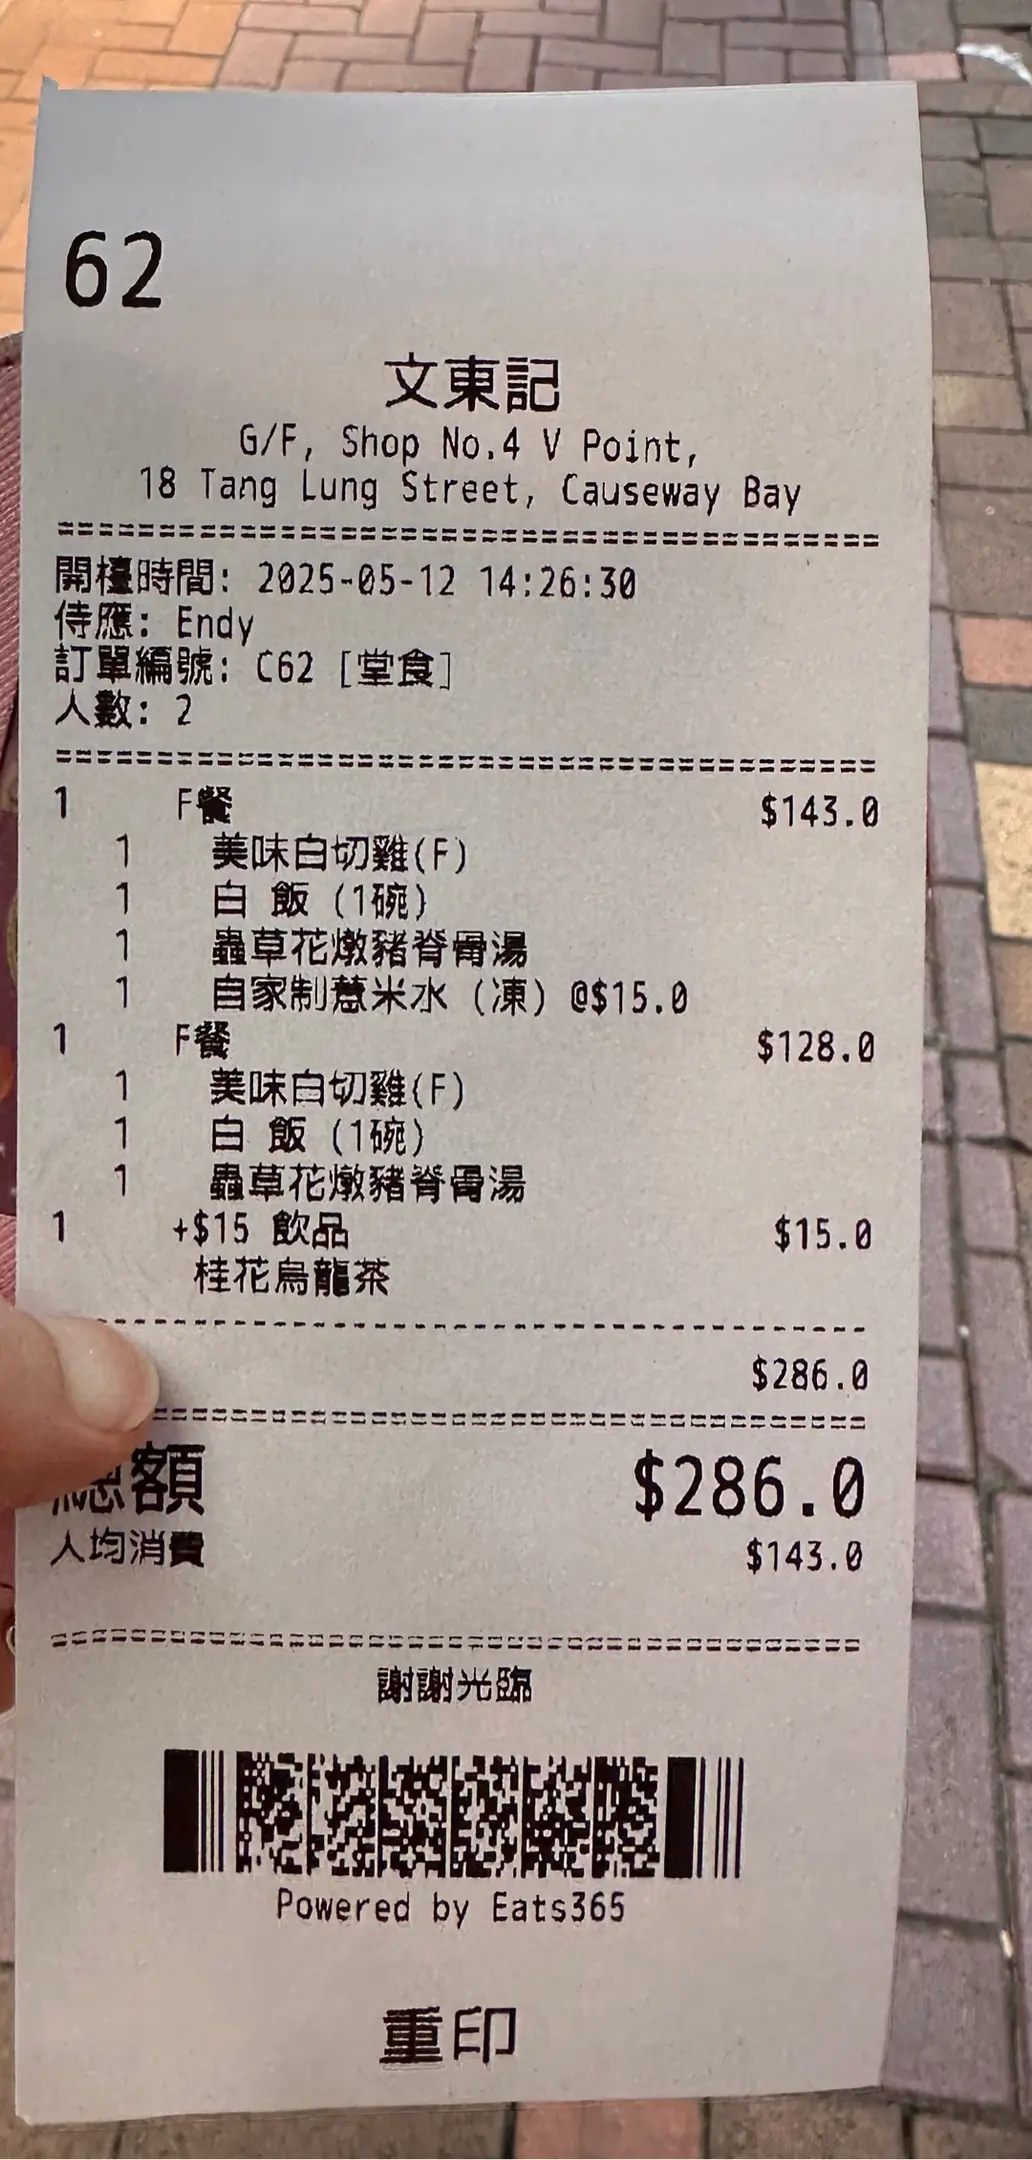 62
文東記
G/F, Shop No.4 V Point,
18 Tang Lung Street, Causeway Bay
開檯時間: 2025-05-12 14:26:30
侍應: Endy
訂單編號: C62 [堂食]
人數: 2
1 F餐 $143.0
1 美味白切雞(F)
1 白 飯 (1碗)
1 蟲草花燉豬脊骨湯
1 自家制薏米水 (凍) @$15.0
1 F餐 $128.0
1 美味白切雞(F)
1 白 飯 (1碗)
1 蟲草花燉豬脊骨湯
1 +$15 飲品 $15.0
桂花烏龍茶
$286.0
總額 $286.0
人均消費 $143.0
謝謝光臨
Powered by Eats365
重印